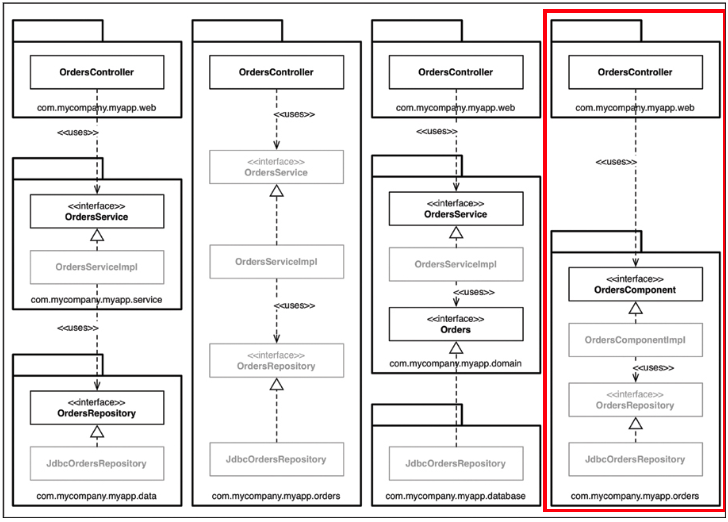 OrdersController
com.mycompany.myapp.web
<<uses>>
<<interface>>
OrdersService
OrdersServiceImpl
com.mycompany.myapp.service
<<uses>>
<<interface>>
OrdersRepository
JdbcOrdersRepository
com.mycompany.myapp.data
OrdersController
<<uses>>
<<interface>>
OrdersService
OrdersServiceImpl
<<uses>>
<<interface>>
OrdersRepository
JdbcOrdersRepository
com.mycompany.myapp.orders
OrdersController
com.mycompany.myapp.web
<<uses>>
<<interface>>
OrdersService
OrdersServiceImpl
<<uses>>
<<interface>>
Orders
com.mycompany.myapp.domain
JdbcOrdersRepository
com.mycompany.myapp.database
OrdersController
com.mycompany.myapp.web
<<uses>>
<<interface>>
OrdersComponent
OrdersComponentImpl
<<uses>>
<<interface>>
OrdersRepository
JdbcOrdersRepository
com.mycompany.myapp.orders